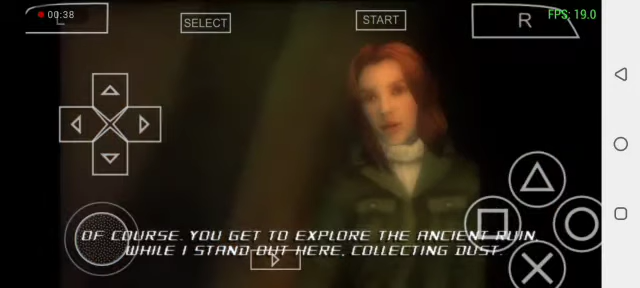 00:38
L
SELECT
START
R
FPS: 19.0
OF COURSE. YOU GET TO EXPLORE THE ANCIENT RUIN,
WHILE I STAND OUT HERE, COLLECTING DUST.